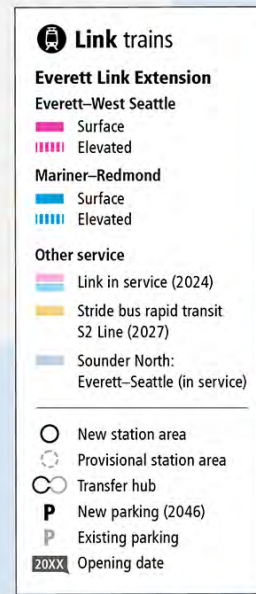 Link trains
Everett Link Extension
Everett–West Seattle
Surface
Elevated
Mariner–Redmond
Surface
Elevated
Other service
Link in service (2024)
Stride bus rapid transit
S2 Line (2027)
Sounder North:
Everett–Seattle (in service)
New station area
Provisional station area
Transfer hub
P New parking (2046)
P Existing parking
20XX Opening date